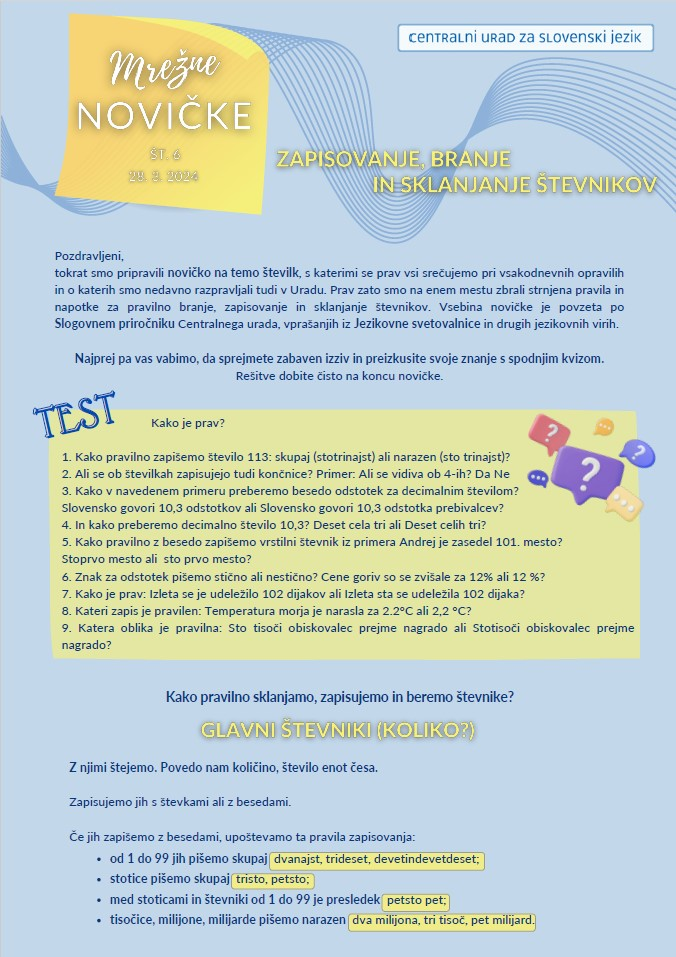 Mrežne
NOVIČKE
ŠT. 6
28. 3. 2024
CENTRALNI URAD ZA SLOVENSKI JEZIK
ZAPISOVANJE, BRANJE
IN SKLANJANJE ŠTEVNIKOV
Pozdravljeni,
tokrat smo pripravili novičko na temo številk, s katerimi se prav vsi srečujemo pri vsakodnevnih opravilih
in o katerih smo nedavno razpravljali tudi v Uradu. Prav zato smo na enem mestu zbrali strnjena pravila in
napotke za pravilno branje, zapisovanje in sklanjanje števnikov. Vsebina novičke je povzeta po
Slogovnem priročniku Centralnega urada, vprašanjih iz Jezikovne svetovalnice in drugih jezikovnih virih.
Najprej pa vas vabimo, da sprejmete zabaven izziv in preizkusite svoje znanje s spodnjim kvizom.
Rešitve dobite čisto na koncu novičke.
TEST
Kako je prav?
1. Kako pravilno zapišemo število 113: skupaj (stotrinajst) ali narazen (sto trinajst)?
2. Ali se ob številkah zapisujejo tudi končnice? Primer: Ali se vidiva ob 4-ih? Da Ne
3. Kako v navedenem primeru preberemo besedo odstotek za decimalnim številom?
Slovensko govori 10,3 odstotkov ali Slovensko govori 10,3 odstotka prebivalcev?
4. In kako preberemo decimalno število 10,3? Deset cela tri ali Deset celih tri?
5. Kako pravilno z besedo zapišemo vrstilni števnik iz primera Andrej je zasedel 101. mesto?
Stoprvo mesto ali sto prvo mesto?
6. Znak za odstotek pišemo stično ali nestično? Cene goriv so se zvišale za 12% ali 12 %?
7. Kako je prav: Izleta se je udeležilo 102 dijakov ali Izleta sta se udeležila 102 dijaka?
8. Kateri zapis je pravilen: Temperatura morja je narasla za 2.2°C ali 2,2 °C?
9. Katera oblika je pravilna: Sto tisoči obiskovalec prejme nagrado ali Stotisoči obiskovalec prejme
nagrado?
Kako pravilno sklanjamo, zapisujemo in beremo števnike?
GLAVNI ŠTEVNIKI (KOLIKO?)
Z njimi štejemo. Povedo nam količino, število enot česa.
Zapisujemo jih s števkami ali z besedami.
Če jih zapišemo z besedami, upoštevamo ta pravila zapisovanja:
• od 1 do 99 jih pišemo skupaj dvanajst, trideset, devetindevetdeset;
• stotice pišemo skupaj tristo, petsto;
• med stoticami in števniki od 1 do 99 je presledek petsto pet;
• tisočice, milijone, milijarde pišemo narazen dva milijona, tri tisoč, pet milijard.